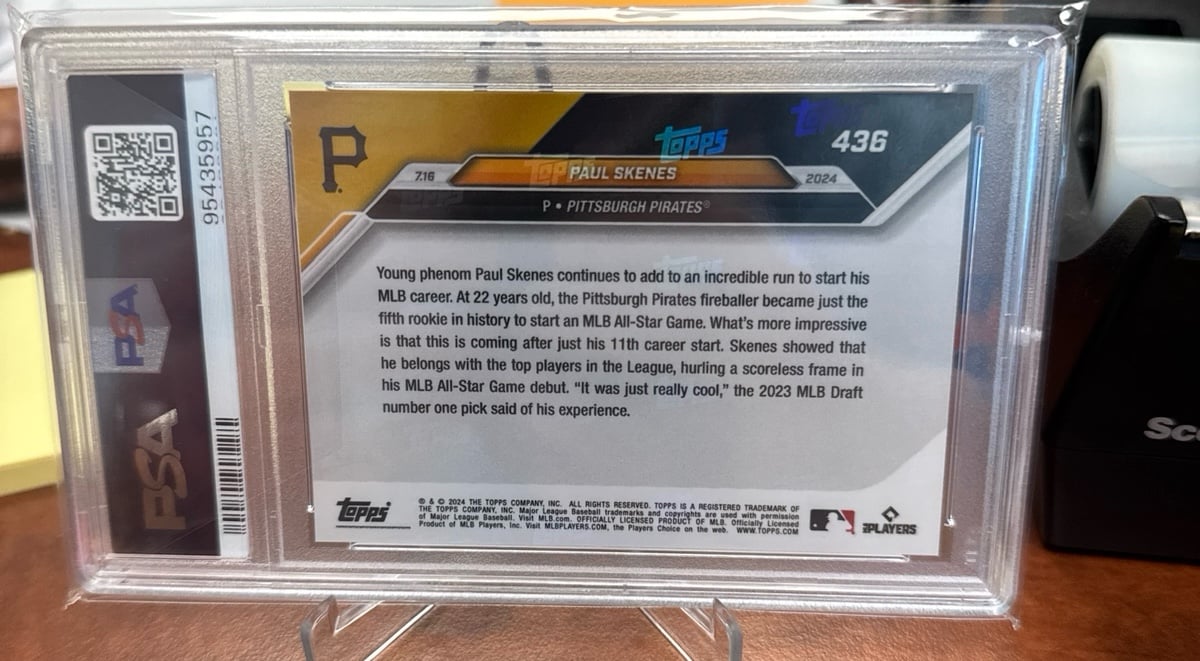 95435957
PSA
PSA
P
TOPPS
436
7.16
PAUL SKENES
2024
P • PITTSBURGH PIRATES®
Young phenom Paul Skenes continues to add to an incredible run to start his
MLB career. At 22 years old, the Pittsburgh Pirates fireballer became just the
fifth rookie in history to start an MLB All-Star Game. What's more impressive
is that this is coming after just his 11th career start. Skenes showed that
he belongs with the top players in the League, hurling a scoreless frame in
his MLB All-Star Game debut. “It was just really cool,” the 2023 MLB Draft
number one pick said of his experience.
Topps
® & © 2024 THE TOPPS COMPANY, INC. ALL RIGHTS RESERVED. TOPPS IS A REGISTERED TRADEMARK OF
THE TOPPS COMPANY, INC. Major League Baseball trademarks and copyrights are used with permission
of Major League Baseball. Visit MLB.com. OFFICIALLY LICENSED PRODUCT OF MLB. Officially Licensed
Product of MLB Players, Inc. Visit MLBPLAYERS.COM, the Players Choice on the web. WWW.TOPPS.COM
PLAYERS